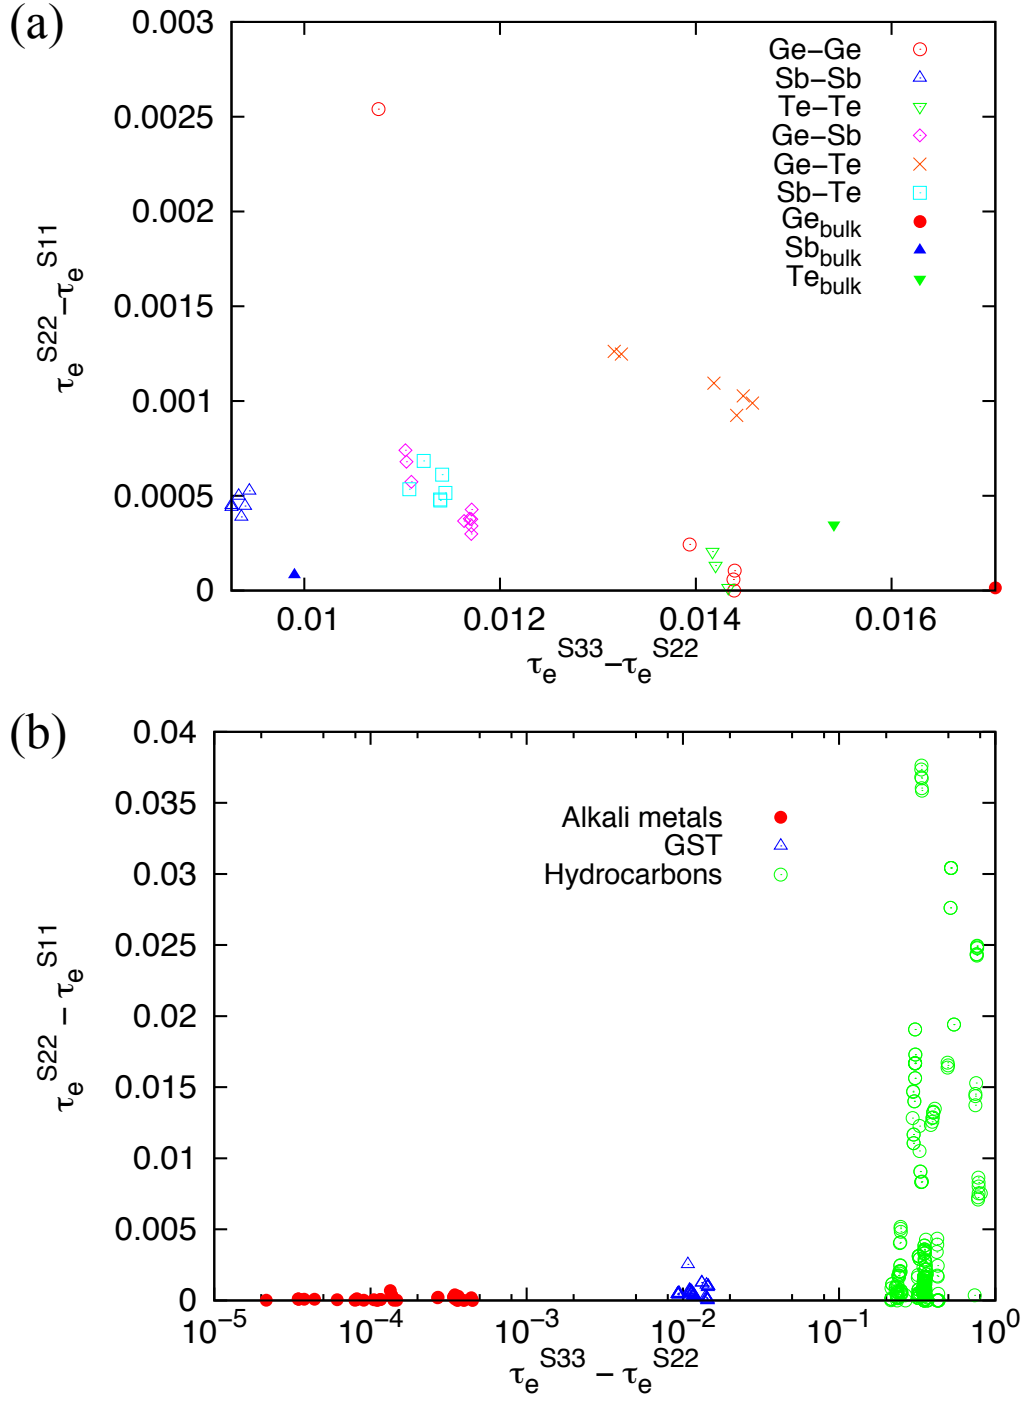 (a)
0.003
0.0025
0.002
0.0015
0.001
0.0005
0
τe^S22−τe^S11
Ge−Ge
Sb−Sb
Te−Te
Ge−Sb
Ge−Te
Sb−Te
Gebulk
Sbbulk
Tebulk
0.01 0.012 0.014 0.016
τe^S33−τe^S22
(b)
0.04
0.035
0.03
0.025
0.02
0.015
0.01
0.005
0
τe^S22 − τe^S11
Alkali metals
GST
Hydrocarbons
10^−5 10^−4 10^−3 10^−2 10^−1 10^0
τe^S33 − τe^S22